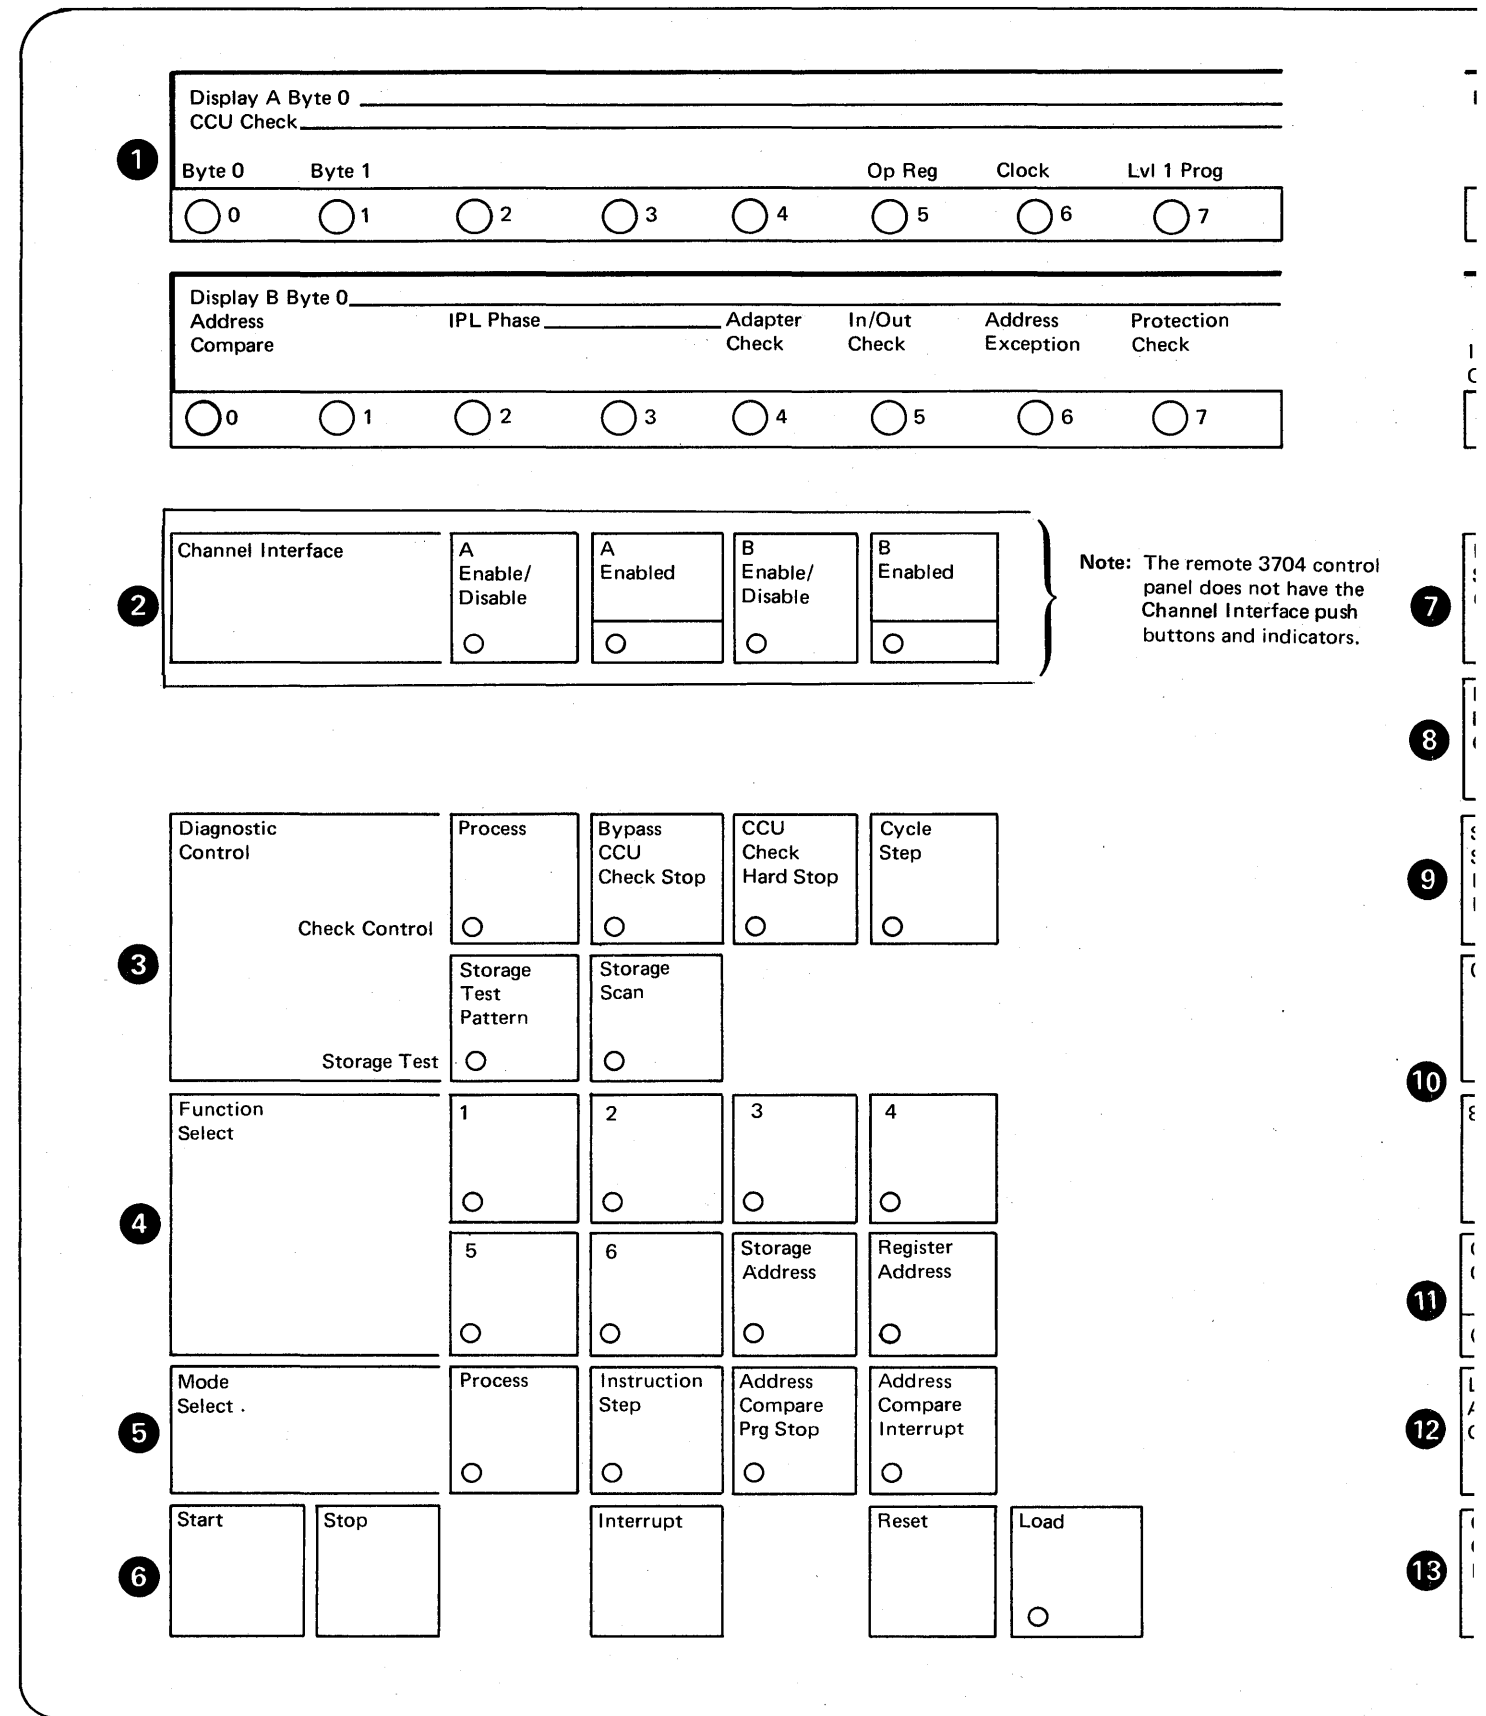 Display A Byte 0
CCU Check
1
Byte 0 Byte 1 Op Reg Clock Lvl 1 Prog
0 1 2 3 4 5 6 7
Display B Byte 0
Address IPL Phase Adapter In/Out Address Protection
Compare Check Check Exception Check
0 1 2 3 4 5 6 7
2
Channel Interface
A
Enable/
Disable
A
Enabled
B
Enable/
Disable
B
Enabled
Note: The remote 3704 control
panel does not have the
Channel Interface push
buttons and indicators.
7
8
3
Diagnostic
Control
Check Control
Process
Bypass
CCU
Check Stop
CCU
Check
Hard Stop
Cycle
Step
9
Storage Test
Storage
Test
Pattern
Storage
Scan
10
4
Function
Select
1
2
3
4
5
6
Storage
Address
Register
Address
11
5
Mode
Select .
Process
Instruction
Step
Address
Compare
Prg Stop
Address
Compare
Interrupt
12
6
Start
Stop
Interrupt
Reset
Load
13